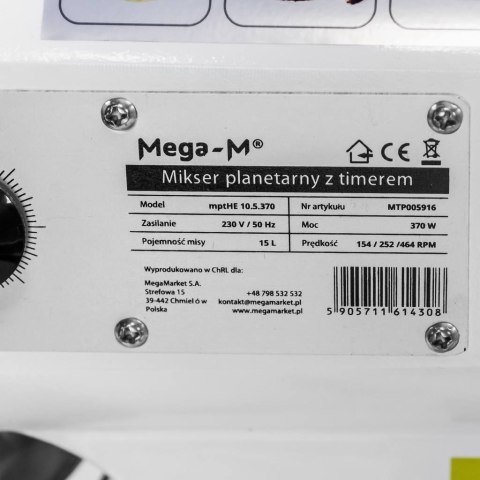 Mega-M®
CE
Mikser planetarny z timerem
Model mptHE 10.5.370 Nr artykułu MTP005916
Zasilanie 230 V / 50 Hz Moc 370 W
Pojemność misy 15 L Prędkość 154 / 252 /464 RPM
Wyprodukowano w ChRL dla:
MegaMarket S.A.
Strefowa 15 +48 798 532 532
39-442 Chmiel ó w kontakt@megamarket.pl
Polska www.megamarket.pl
5 905711 614308